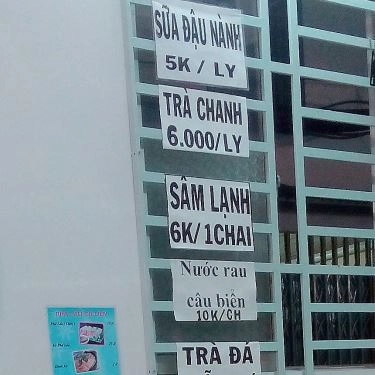 SỮA ĐẬU NÀNH
5K / LY
TRÀ CHANH
6.000/LY
SÂM LẠNH
6K/1CHAI
Nước rau
câu biển
10K/CH
TRÀ ĐÁ